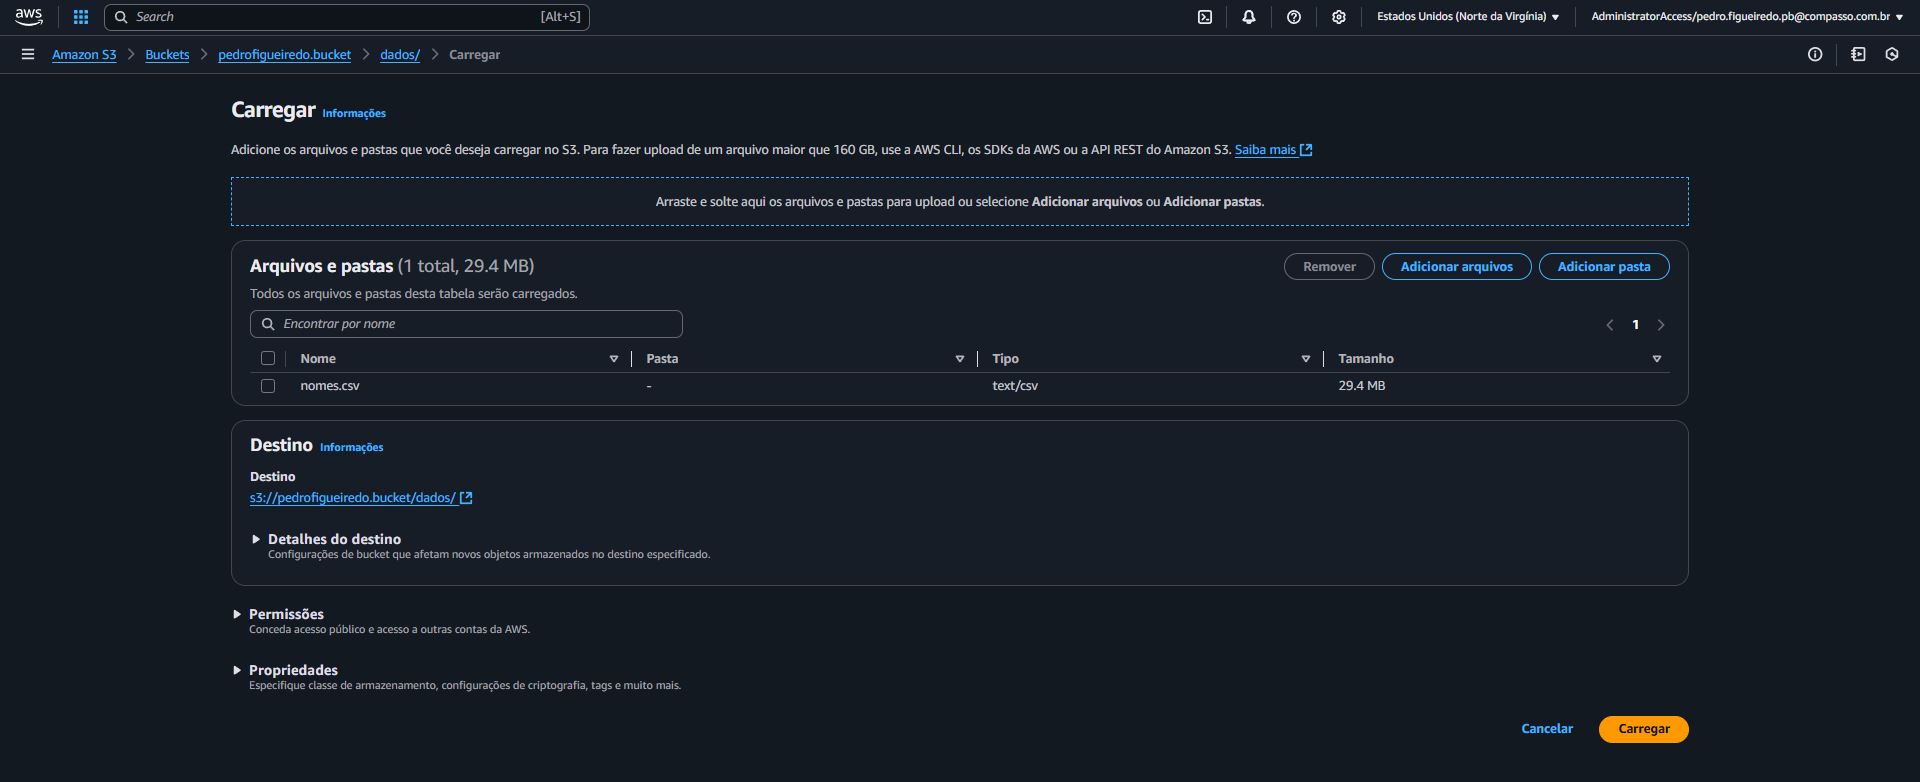 aws
Search [Alt+S]
Estados Unidos (Norte da Virgínia)
AdministratorAccess/pedro.figueiredo.pb@compasso.com.br
Amazon S3 Buckets pedrofigueiredo.bucket dados/ Carregar
Carregar Informações
Adicione os arquivos e pastas que você deseja carregar no S3. Para fazer upload de um arquivo maior que 160 GB, use a AWS CLI, os SDKs da AWS ou a API REST do Amazon S3. Saiba mais
Arraste e solte aqui os arquivos e pastas para upload ou selecione Adicionar arquivos ou Adicionar pastas.
Arquivos e pastas (1 total, 29.4 MB)
Remover Adicionar arquivos Adicionar pasta
Todos os arquivos e pastas desta tabela serão carregados.
Encontrar por nome
1
Nome Pasta Tipo Tamanho
nomes.csv - text/csv 29.4 MB
Destino Informações
Destino
s3://pedrofigueiredo.bucket/dados/
Detalhes do destino
Configurações de bucket que afetam novos objetos armazenados no destino especificado.
Permissões
Conceda acesso público e acesso a outras contas da AWS.
Propriedades
Especifique classe de armazenamento, configurações de criptografia, tags e muito mais.
Cancelar Carregar